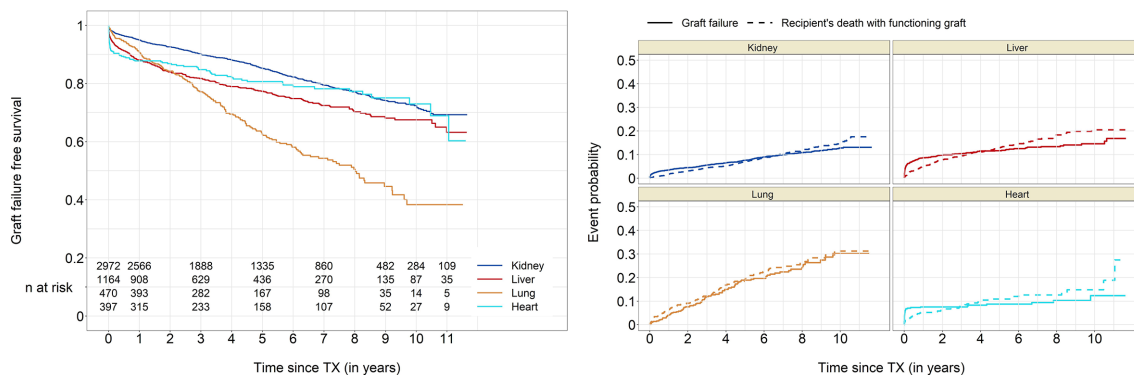 Graft failure free survival
1
0.8
0.6
0.4
0.2
0
n at risk
2972 2566 1888 1335 860 482 284 109 Kidney
1164 908 629 436 270 135 87 35 Liver
470 393 282 167 98 35 14 5 Lung
397 315 233 158 107 52 27 9 Heart
0 1 2 3 4 5 6 7 8 9 10 11
Time since TX (in years)
Graft failure Recipient's death with functioning graft
Event probability
Kidney Liver
0.5
0.4
0.3
0.2
0.1
0
Lung Heart
0.5
0.4
0.3
0.2
0.1
0
0 2 4 6 8 10 0 2 4 6 8 10
Time since TX (in years)